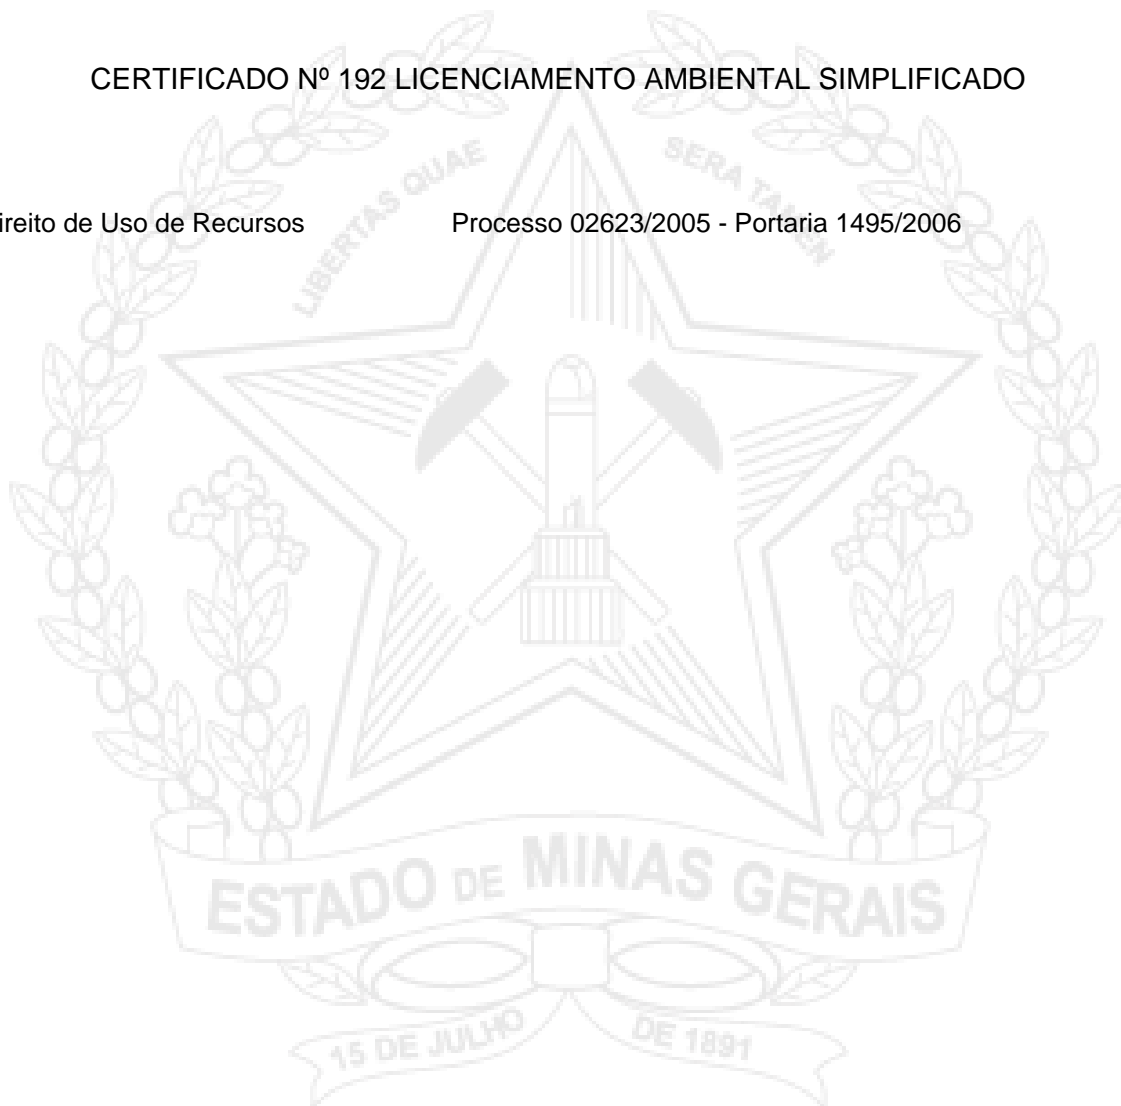 CERTIFICADO Nº 192 LICENCIAMENTO AMBIENTAL SIMPLIFICADO
LIBERTAS QUAE SERA TAMEN
ireito de Uso de Recursos Processo 02623/2005 - Portaria 1495/2006
ESTADO DE MINAS GERAIS
15 DE JULHO DE 1891